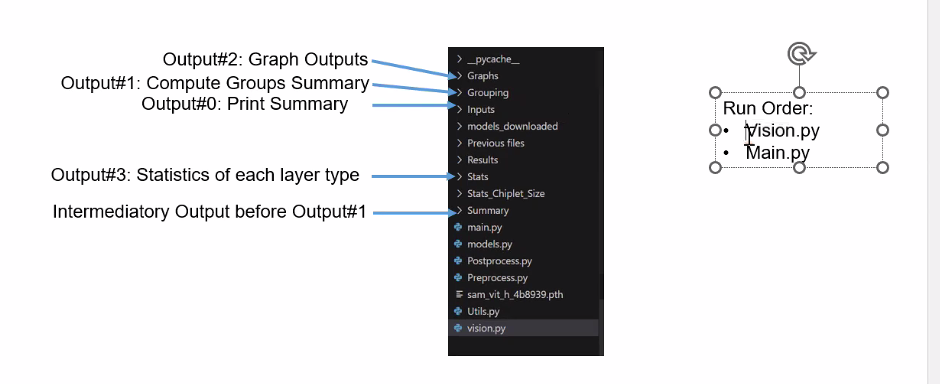 Output#2: Graph Outputs
Output#1: Compute Groups Summary
Output#0: Print Summary
Output#3: Statistics of each layer type
Intermediatory Output before Output#1
__pycache__
Graphs
Grouping
Inputs
models_downloaded
Previous files
Results
Stats
Stats_Chiplet_Size
Summary
main.py
models.py
Postprocess.py
Preprocess.py
sam_vit_h_4b8939.pth
Utils.py
vision.py
Run Order:
• Vision.py
• Main.py